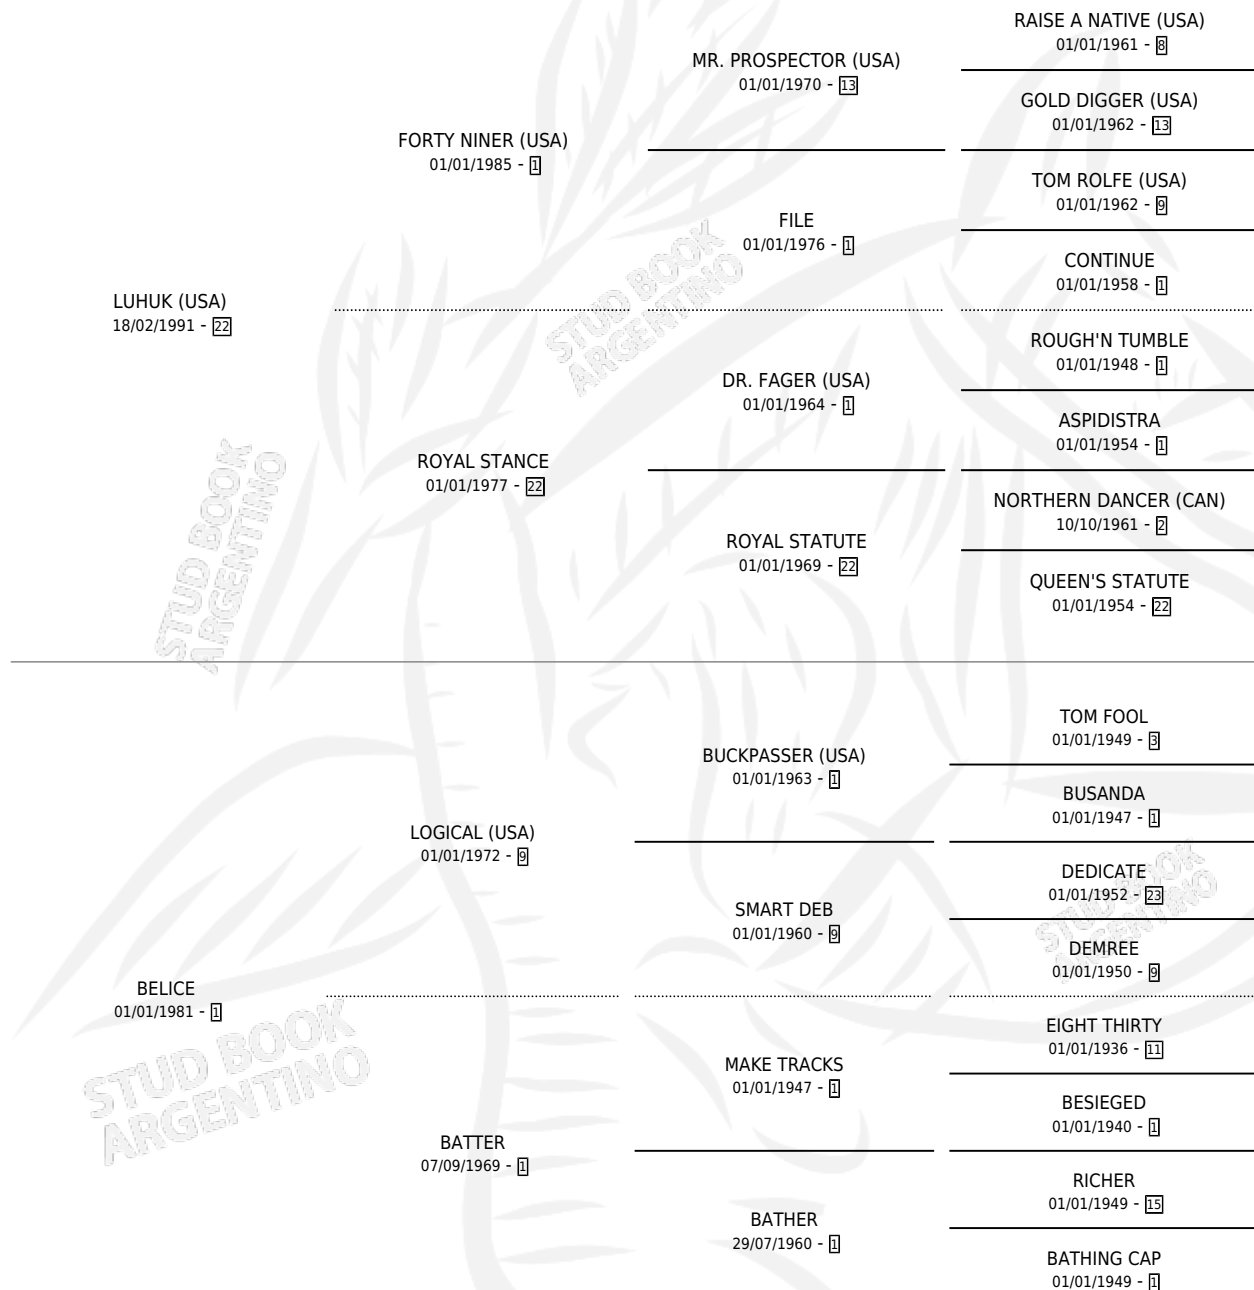 RAISE A NATIVE (USA)
01/01/1961 - 8
MR. PROSPECTOR (USA)
01/01/1970 - 13
GOLD DIGGER (USA)
01/01/1962 - 13
FORTY NINER (USA)
01/01/1985 - 1
TOM ROLFE (USA)
01/01/1962 - 9
FILE
01/01/1976 - 1
CONTINUE
01/01/1958 - 1
LUHUK (USA)
18/02/1991 - 22
ROUGH'N TUMBLE
01/01/1948 - 1
DR. FAGER (USA)
01/01/1964 - 1
ASPIDISTRA
01/01/1954 - 1
ROYAL STANCE
01/01/1977 - 22
NORTHERN DANCER (CAN)
10/10/1961 - 2
ROYAL STATUTE
01/01/1969 - 22
QUEEN'S STATUTE
01/01/1954 - 22
TOM FOOL
01/01/1949 - 3
BUCKPASSER (USA)
01/01/1963 - 1
BUSANDA
01/01/1947 - 1
LOGICAL (USA)
01/01/1972 - 9
DEDICATE
01/01/1952 - 23
SMART DEB
01/01/1960 - 9
DEMREE
01/01/1950 - 9
BELICE
01/01/1981 - 1
EIGHT THIRTY
01/01/1936 - 11
MAKE TRACKS
01/01/1947 - 1
BESIEGED
01/01/1940 - 1
BATTER
07/09/1969 - 1
RICHER
01/01/1949 - 15
BATHER
29/07/1960 - 1
BATHING CAP
01/01/1949 - 1
STUD BOOK
ARGENTINO
STUD BOOK
ARGENTINO
STUD BOOK
ARGENTINO
STUD BOOK
ARGENTINO